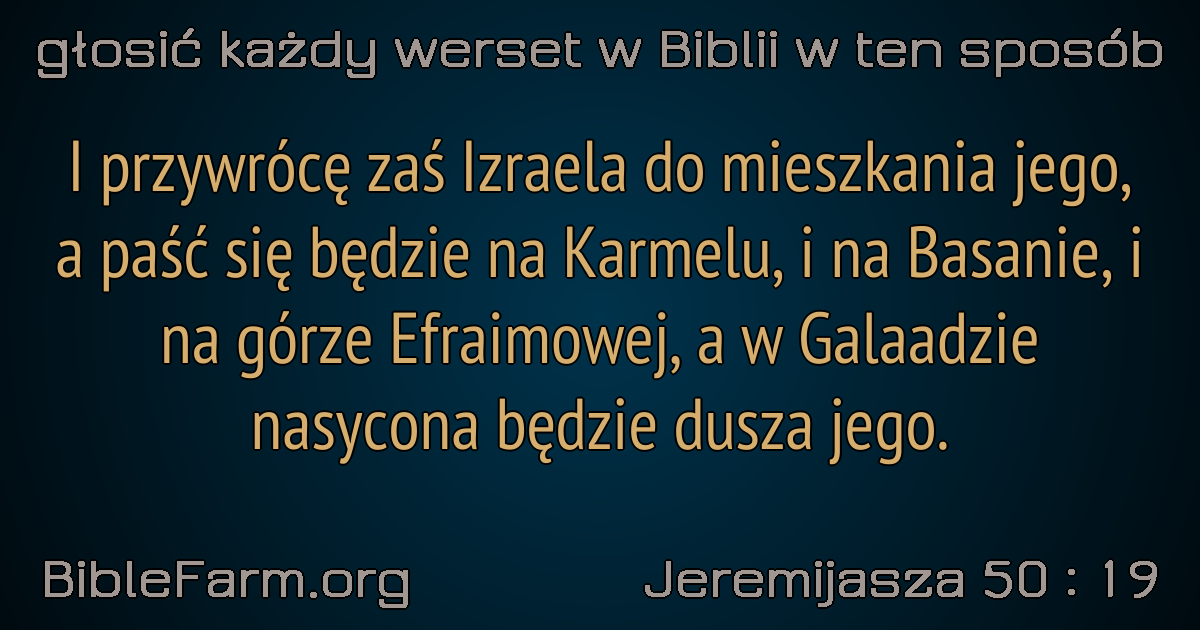 głosić każdy werset w Biblii w ten sposób
I przywrócę zaś Izraela do mieszkania jego,
a paść się będzie na Karmelu, i na Basanie, i
na górze Efraimowej, a w Galaadzie
nasycona będzie dusza jego.
BibleFarm.org
Jeremijasza 50 : 19